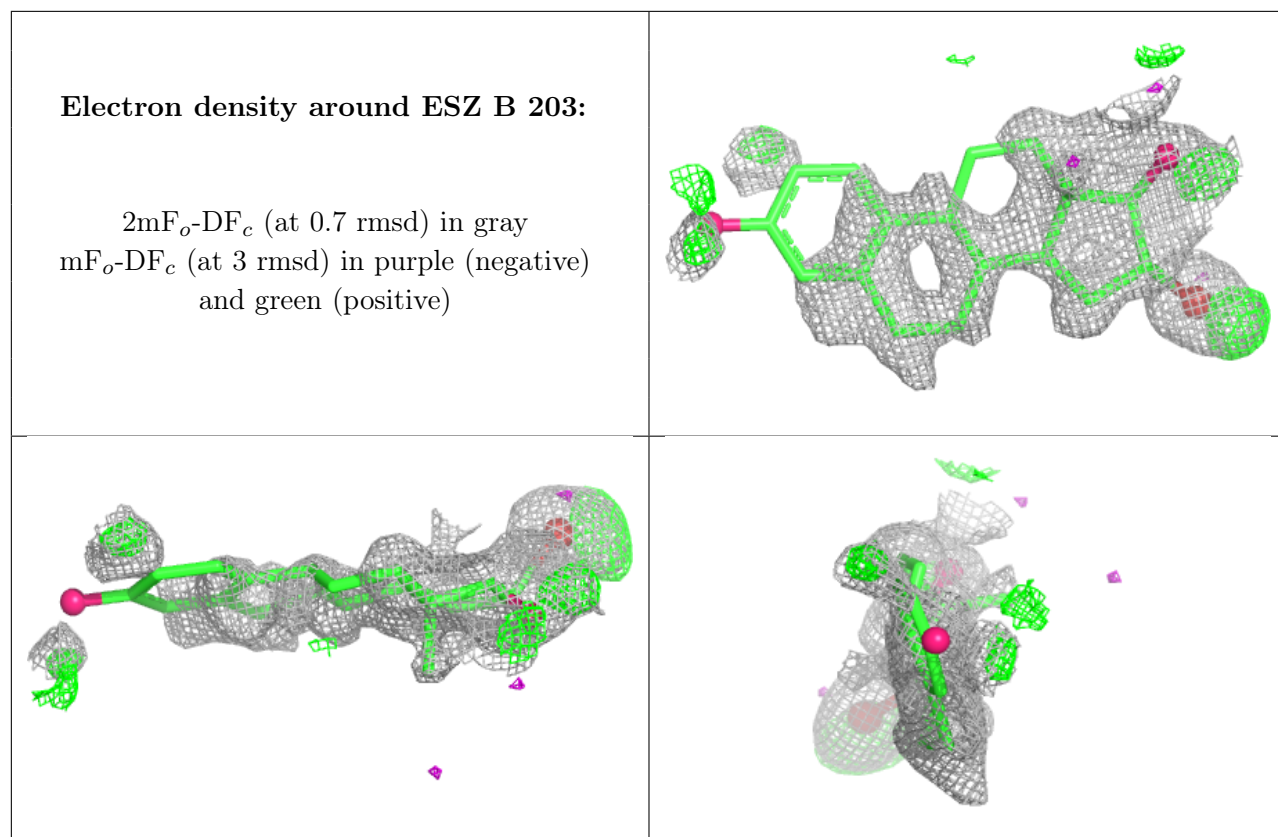 Electron density around ESZ B 203:
2mFₒ-DF𝒸 (at 0.7 rmsd) in gray
mFₒ-DF𝒸 (at 3 rmsd) in purple (negative)
and green (positive)